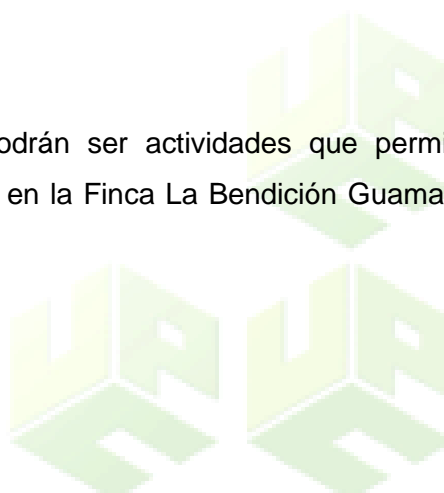 odrán ser actividades que permi
en la Finca La Bendición Guama